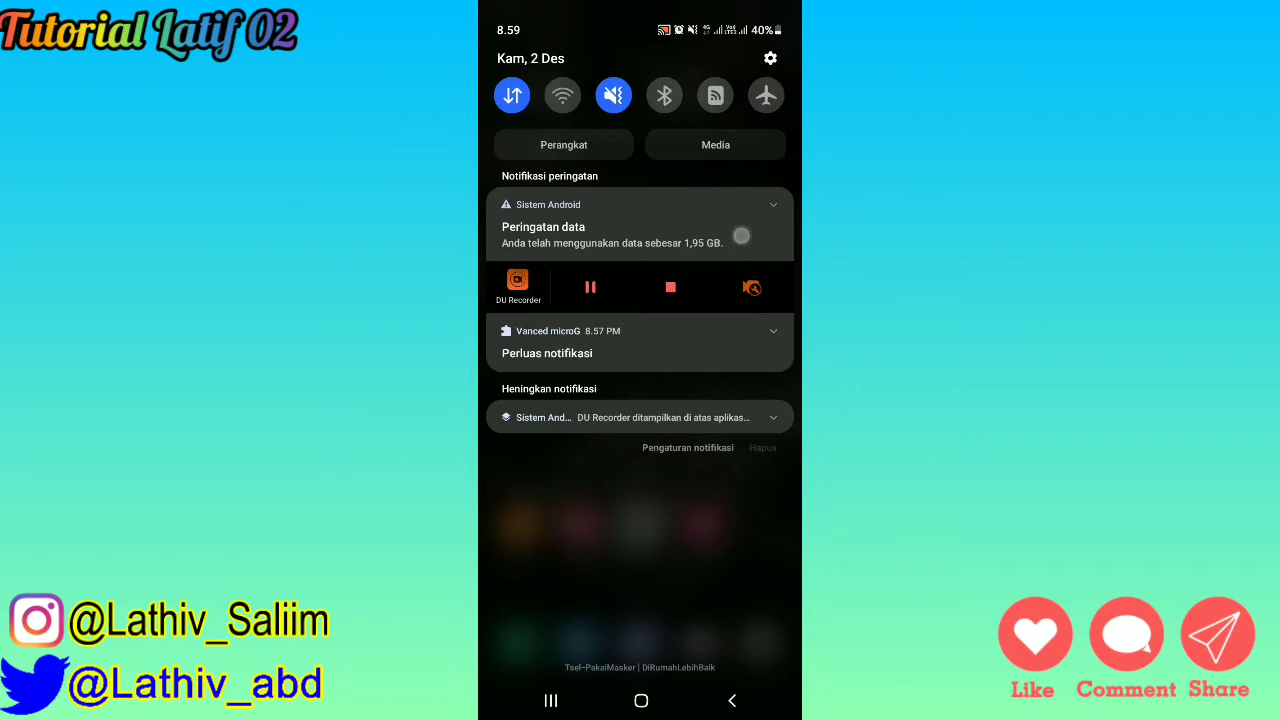 Tutorial Latif 02
8.59
40%
Kam, 2 Des
Perangkat
Media
Notifikasi peringatan
Sistem Android
Peringatan data
Anda telah menggunakan data sebesar 1,95 GB.
DU Recorder
Vanced microG 8.57 PM
Perluas notifikasi
Heningkan notifikasi
Sistem And... DU Recorder ditampilkan di atas aplikas...
Pengaturan notifikasi
Hapus
Tsel-PakaiMasker | DiRumahLebihBaik
@Lathiv_Saliim
@Lathiv_abd
Like
Comment
Share